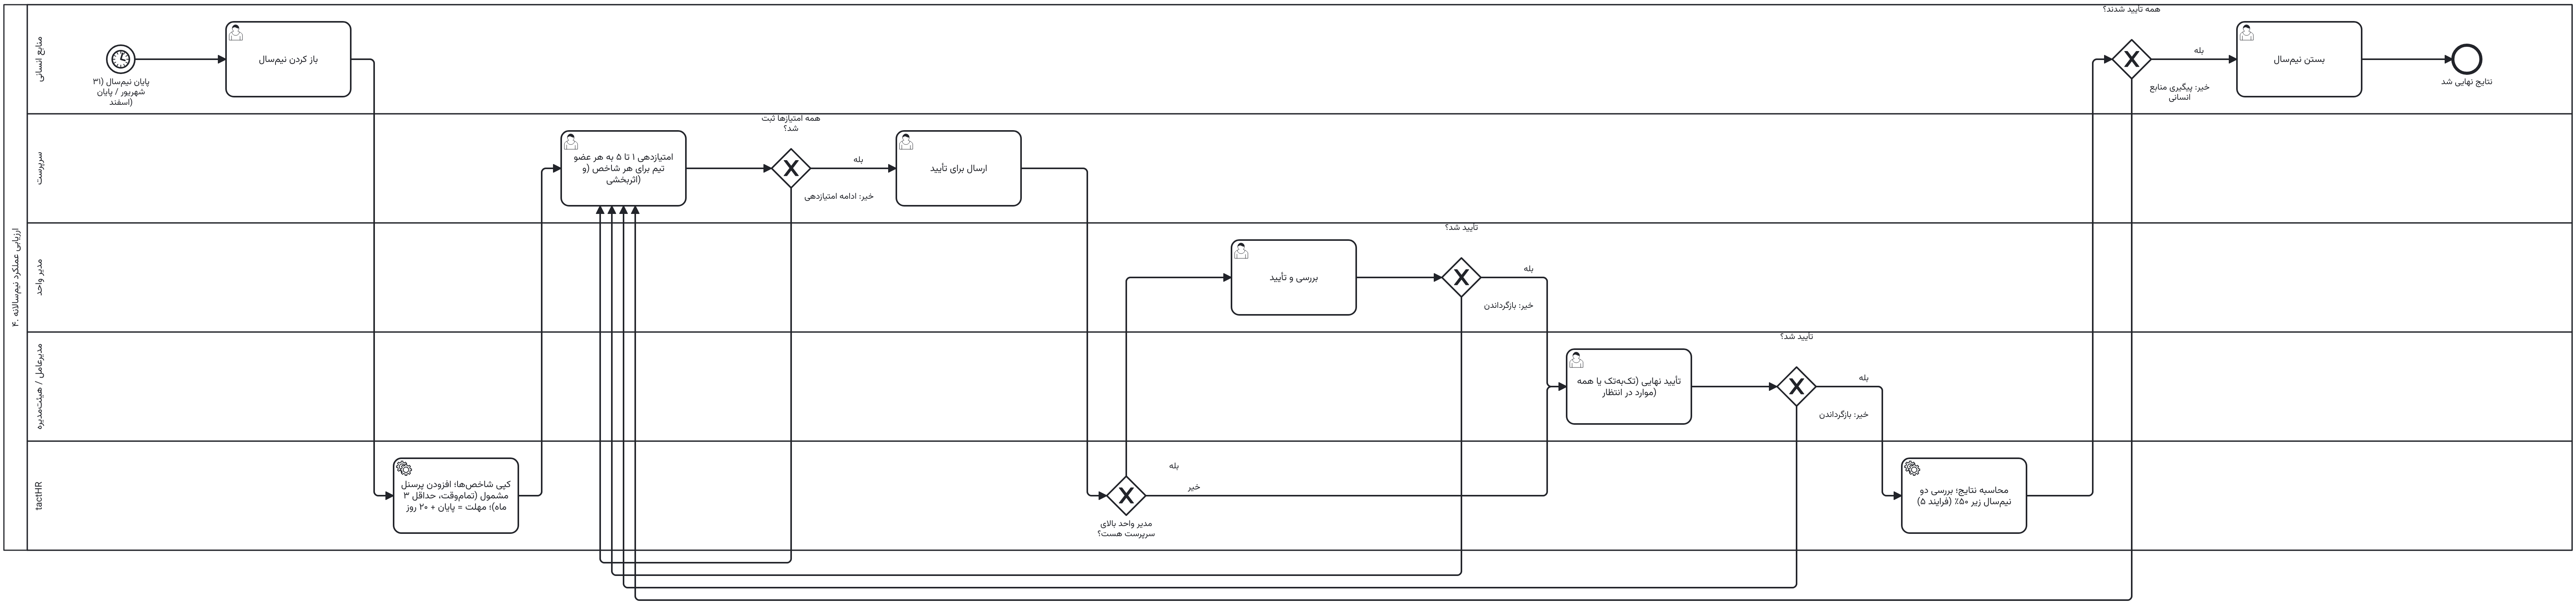 ۴. ارزیابی عملکرد نیم‌سالانه
منابع انسانی
پایان نیم‌سال (۳۱
شهریور / پایان
اسفند)
باز کردن نیم‌سال
همه تأیید شدند؟
بله
خیر: پیگیری منابع
انسانی
بستن نیم‌سال
نتایج نهایی شد
سرپرست
امتیازدهی ۱ تا ۵ به هر عضو
تیم برای هر شاخص (و
اثربخشی)
همه امتیازها ثبت
شد؟
بله
خیر: ادامه امتیازدهی
ارسال برای تأیید
مدیر واحد
بررسی و تأیید
تأیید شد؟
بله
خیر: بازگرداندن
مدیرعامل / هیئت‌مدیره
تأیید نهایی (تک‌به‌تک یا همه
موارد در انتظار)
تأیید شد؟
بله
خیر: بازگرداندن
tactHR
کپی شاخص‌ها؛ افزودن پرسنل
مشمول (تمام‌وقت، حداقل ۳
ماه)؛ مهلت = پایان + ۲۰ روز
مدیر واحد بالای
سرپرست هست؟
بله
خیر
محاسبه نتایج؛ بررسی دو
نیم‌سال زیر ۵۰٪ (فرایند ۵)